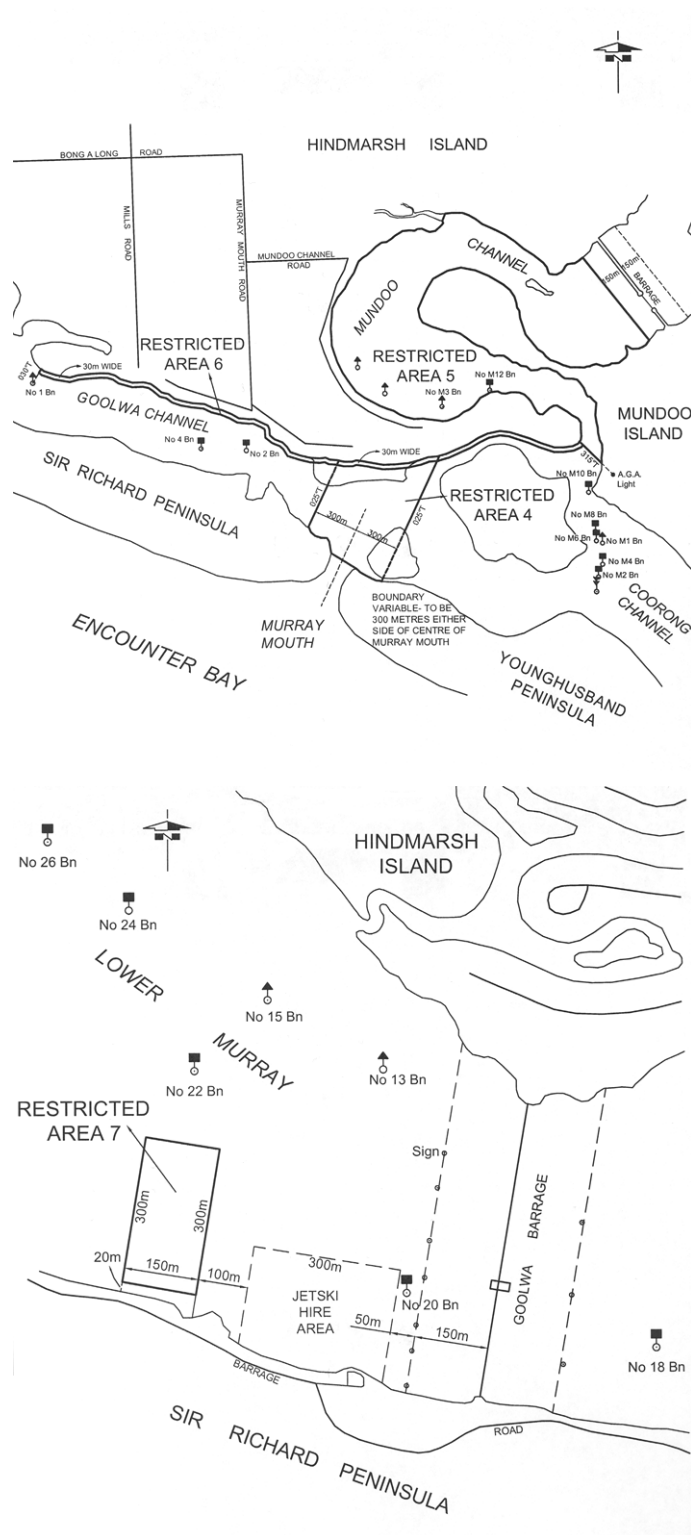 N
HINDMARSH ISLAND
BONG A LONG ROAD
MILLS ROAD
MURRAY MOUTH ROAD
MUNDOO CHANNEL
ROAD
CHANNEL
MUNDOO
150m
150m
BARRAGE
RESTRICTED
AREA 6
030°T
30m WIDE
No 1 Bn
GOOLWA CHANNEL
RESTRICTED
AREA 5
No M12 Bn
No M3 Bn
MUNDOO
ISLAND
No 4 Bn
No 2 Bn
30m WIDE
315°T
A.G.A.
Light
No M10 Bn
SIR RICHARD PENINSULA
025°T
300m
300m
025°T
RESTRICTED
AREA 4
No M8 Bn
No M6 Bn
No M1 Bn
No M4 Bn
No M2 Bn
COORONG
CHANNEL
MURRAY
MOUTH
BOUNDARY
VARIABLE- TO BE
300 METRES EITHER
SIDE OF CENTRE OF
MURRAY MOUTH
ENCOUNTER BAY
YOUNGHUSBAND
PENINSULA
N
No 26 Bn
HINDMARSH
ISLAND
No 24 Bn
LOWER
MURRAY
No 15 Bn
No 22 Bn
No 13 Bn
RESTRICTED
AREA 7
Sign
300m
300m
20m
150m
100m
300m
JETSKI
HIRE
AREA
No 20 Bn
50m
150m
GOOLWA BARRAGE
No 18 Bn
BARRAGE
ROAD
SIR RICHARD PENINSULA